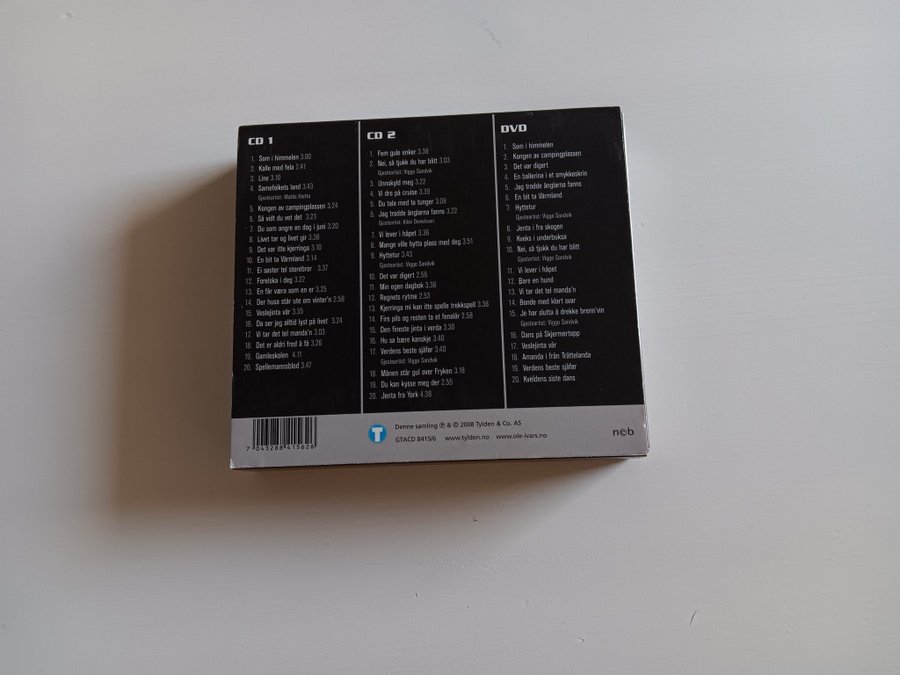 CD 1
1. Som i himmelen 3.03
2. Kalle med fela 2.41
3. Line 3.10
4. Samefolkets land 3.43
Gjesteartist:
5. Kongen av campingplassen 3.24
6. Så vidt du vet det 3.23
7. Du som angre en dag i juni 3.20
8. Livet tar og livet gir 3.38
9. Det var itte kjerringa 3.10
10. En bit ta Värmland 3.14
11. Ei søster tel storebror 3.37
12. Forelska i deg 3.22
13. En får væra som en er 3.25
14. Der husa står ute om vinter'n 2.58
15. Veslejinta vår 3.35
16. Da ser jeg alltid lyst på livet 3.24
17. Vi tar det tel manda'n 3.03
18. Det er aldri fred å få 3.26
19. Gamleskolen 4.11
20. Spellemannsblod 3.47
CD 2
1. Fem gule enker 3.38
2. Nei, så tjukk du har blitt 3.03
Gjesteartist: Viggo Sandvik
3. Unnskyld meg 3.22
4. Vi dro på cruise 3.39
5. Du tala med to tunger 3.08
6. Jag trodde änglarna fanns 3.22
Gjesteartist: Kikki Danielsson
7. Vi lever i håpet 3.36
8. Mange ville bytta plass med deg 3.51
9. Hyttetur 3.43
Gjesteartist: Viggo Sandvik
10. Det var digert 2.55
11. Min egen dagbok 3.36
12. Regnets rytme 2.53
13. Kjerringa mi kan itte spelle trekkspell 3.38
14. Fire pils og resten ta et fenalår 2.58
15. Den fineste jinta i verda 3.30
16. Hu sa bære kanskje 3.40
17. Verdens beste sjåfør 3.40
Gjesteartist: Viggo Sandvik
18. Månen står gul over Fryken 3.18
19. Du kan kysse meg der 2.55
20. Jenta fra York 4.38
DVD
1. Som i himmelen
2. Kongen av campingplassen
3. Det var digert
4. En ballerina i et smykkeskrin
5. Jag trodde änglarna fanns
6. En bit ta Värmland
7. Hyttetur
Gjesteartist: Viggo Sandvik
8. Jenta i fra skogen
9. Kveks i underbuksa
10. Nei, så tjukk du har blitt
Gjesteartist: Viggo Sandvik
11. Vi lever i håpet
12. Bare en hund
13. Vi tar det tel manda'n
14. Bonde med klart svar
15. Je har slutta å drekke brenn'vin
Gjesteartist: Viggo Sandvik
16. Dans på Skjermertopp
17. Veslejinta vår
18. Amanda i från Trättelanda
19. Verdens beste sjåfør
20. Kveldens siste dans
7 043288 415626
T
Denne samling ℗ & © 2008 Tylden & Co. AS
GTACD 8415/6 www.tylden.no www.ole-ivars.no
n©b